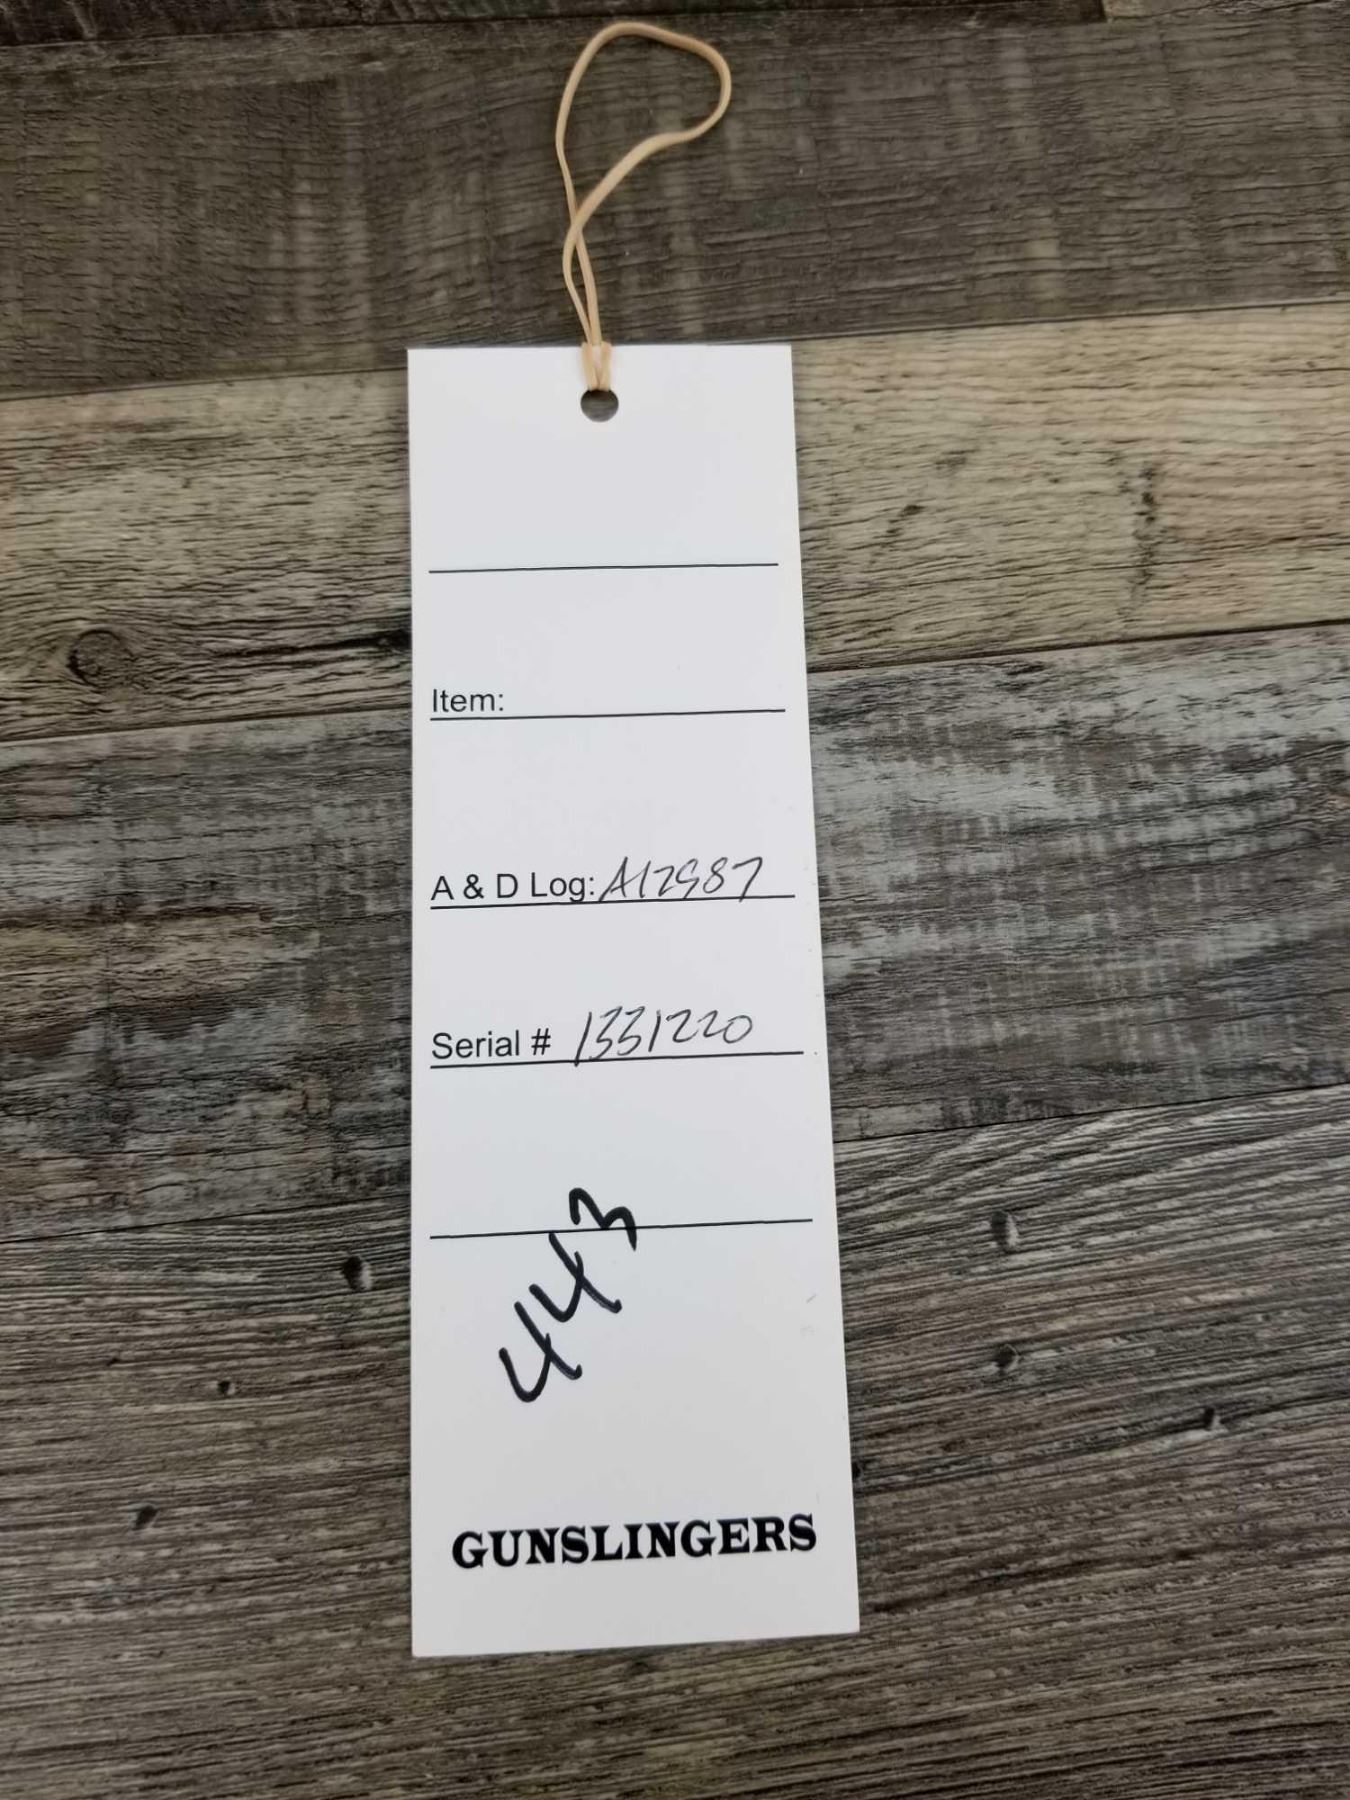 Item:
A & D Log: A12987
Serial # 1331220
443
GUNSLINGERS